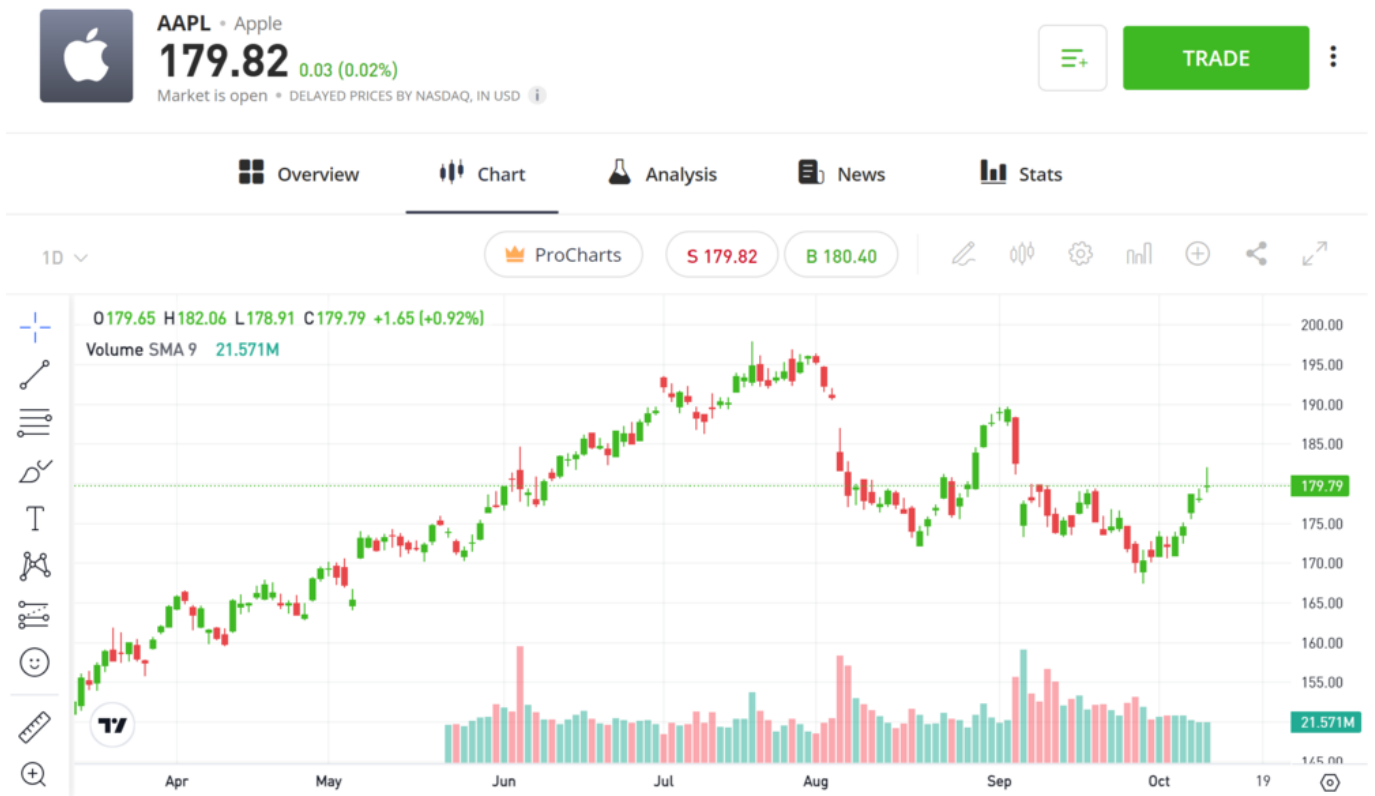 AAPL • Apple
179.82 0.03 (0.02%)
Market is open • DELAYED PRICES BY NASDAQ, IN USD i
TRADE
Overview Chart Analysis News Stats
1D ProCharts S 179.82 B 180.40
O179.65 H182.06 L178.91 C179.79 +1.65 (+0.92%)
Volume SMA 9 21.571M
200.00
195.00
190.00
185.00
179.79
175.00
170.00
165.00
160.00
155.00
21.571M
145.00
Apr May Jun Jul Aug Sep Oct 19